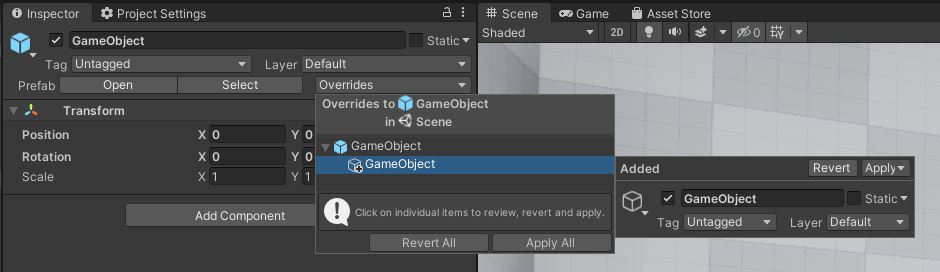 Inspector
Project Settings
GameObject
Static
Tag Untagged Layer Default
Prefab Open Select Overrides
Transform
Position X 0 Y 0
Rotation X 0 Y 0
Scale X 1 Y 1
Add Component
Overrides to GameObject
in Scene
GameObject
GameObject
Click on individual items to review, revert and apply.
Revert All Apply All
Scene Game Asset Store
Shaded 2D 0
Added Revert Apply
GameObject Static
Tag Untagged Layer Default